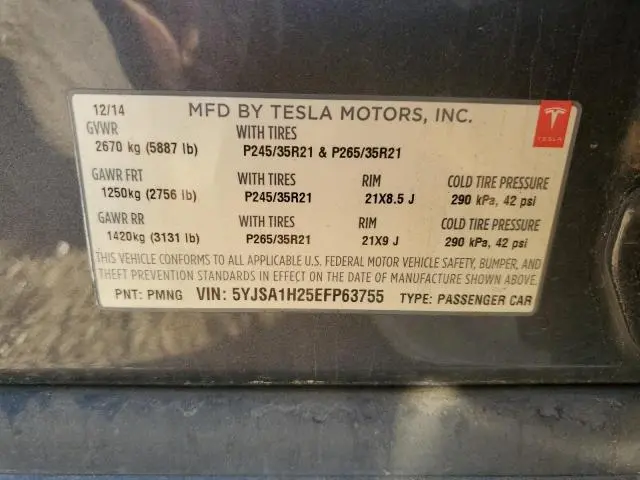 12/14 MFD BY TESLA MOTORS, INC.
TESLA
GVWR WITH TIRES
2670 kg (5887 lb) P245/35R21 & P265/35R21
GAWR FRT WITH TIRES RIM COLD TIRE PRESSURE
1250kg (2756 lb) P245/35R21 21X8.5 J 290 kPa, 42 psi
GAWR RR WITH TIRES RIM COLD TIRE PRESSURE
1420kg (3131 lb) P265/35R21 21X9 J 290 kPa, 42 psi
THIS VEHICLE CONFORMS TO ALL APPLICABLE U.S. FEDERAL MOTOR VEHICLE SAFETY, BUMPER, AND
THEFT PREVENTION STANDARDS IN EFFECT ON THE DATE OF MANUFACTURE SHOWN ABOVE.
PNT: PMNG VIN: 5YJSA1H25EFP63755 TYPE: PASSENGER CAR